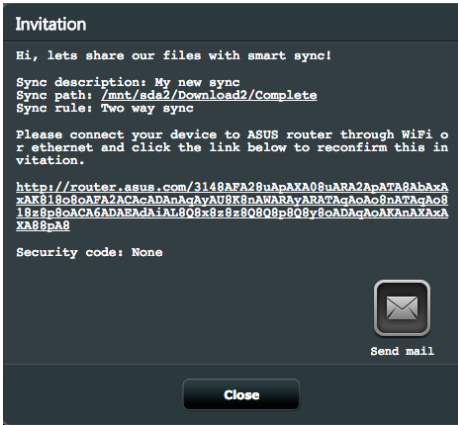 Invitation
Hi, lets share our files with smart sync!
Sync description: My new sync
Sync path: /mnt/sda2/Download2/Complete
Sync rule: Two way sync
Please connect your device to ASUS router through WiFi o
r ethernet and click the link below to reconfirm this in
vitation.
http://router.asus.com/3148AFA28uApAXA08uARA2ApATA8AbAxA
xAK818o8oAFA2ACAcADAnAqAyAU8K8nAWARAyARATAqAoAo8nATAqAo8
18z8p8oACA6ADAEAdAiAL8Q8x8z8z8Q8Q8p8Q8y8oADAqAoAKAnAXAxA
XA88pA8
Security code: None
Send mail
Close